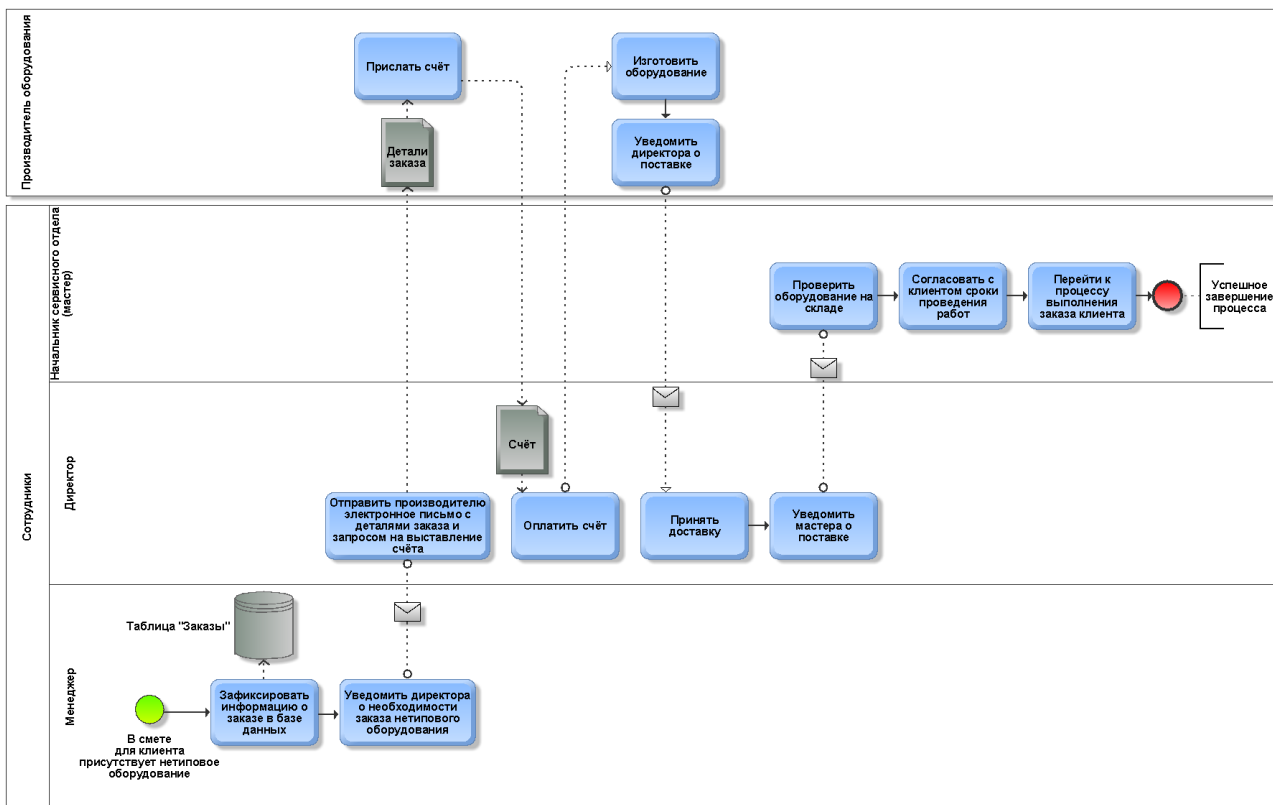 Производитель оборудования
Прислать счёт
Детали
заказа
Изготовить
оборудование
Уведомить
директора о
поставке
Сотрудники
Начальник сервисного отдела
(мастер)
Проверить
оборудование на
складе
Согласовать с
клиентом сроки
проведения
работ
Перейти к
процессу
выполнения
заказа клиента
Успешное
завершение
процесса
Директор
Счёт
Отправить производителю
электронное письмо с
деталями заказа и
запросом на выставление
счёта
Оплатить счёт
Принять
доставку
Уведомить
мастера о
поставке
Менеджер
Таблица "Заказы"
В смете
для клиента
присутствует нетиповое
оборудование
Зафиксировать
информацию о
заказе в базе
данных
Уведомить директора
о необходимости
заказа нетипового
оборудования